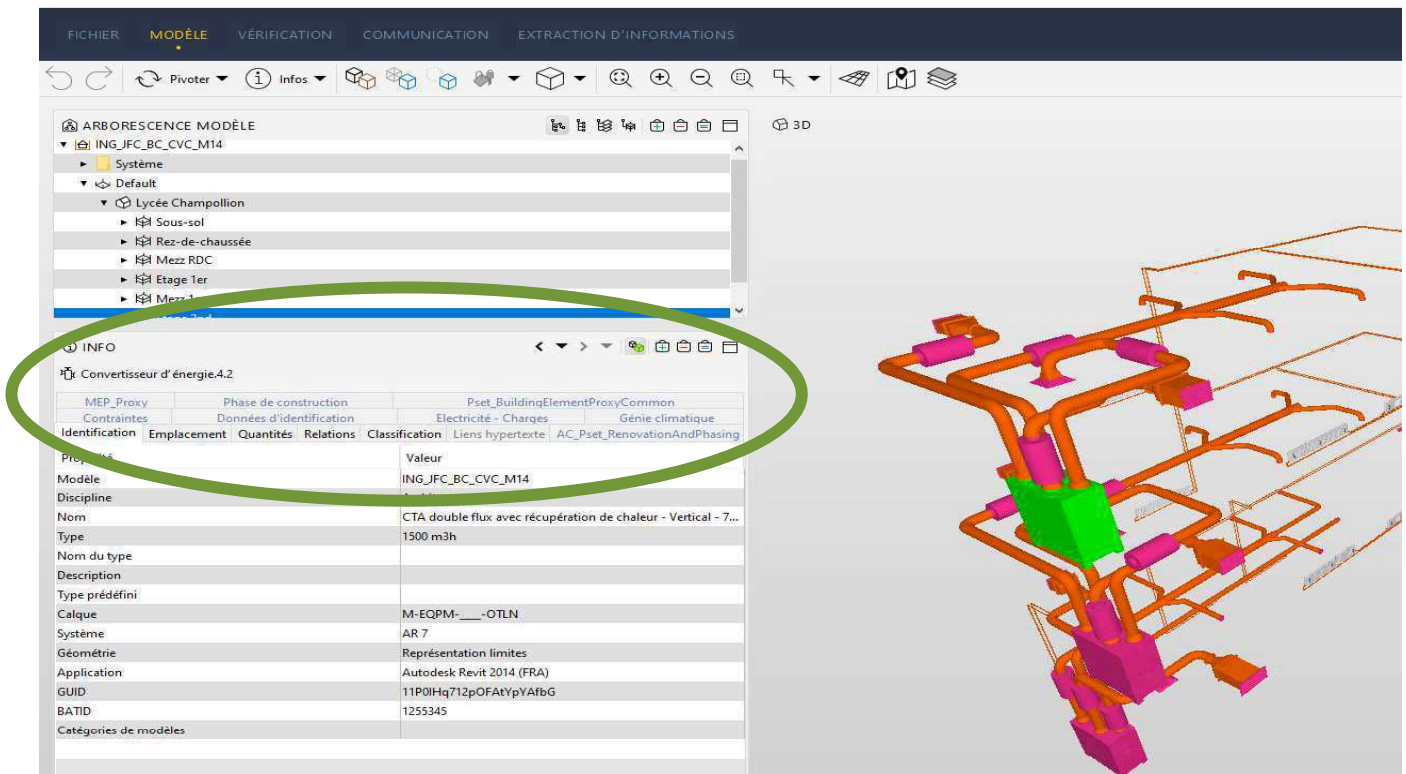 FICHIER MODÈLE VÉRIFICATION COMMUNICATION EXTRACTION D'INFORMATIONS
Pivoter Infos
ARBORESCENCE MODÈLE
3D
ING_JFC_BC_CVC_M14
Système
Default
Lycée Champollion
Sous-sol
Rez-de-chaussée
Mezz RDC
Etage 1er
INFO
Convertisseur d'énergie.4.2
MEP_Proxy Phase de construction Pset_BuildingElementProxyCommon
Contraintes Données d'identification Electricité - Charges Génie climatique
Identification Emplacement Quantités Relations Classification Liens hypertexte AC_Pset_RenovationAndPhasing
Valeur
Modèle ING_JFC_BC_CVC_M14
Discipline
Nom CTA double flux avec récupération de chaleur - Vertical - 7...
Type 1500 m3h
Nom du type
Description
Type prédéfini
Calque M-EQPM-____-OTLN
Système AR 7
Géométrie Représentation limites
Application Autodesk Revit 2014 (FRA)
GUID 11P0IHq712pOFAtYpYAfbG
BATID 1255345
Catégories de modèles